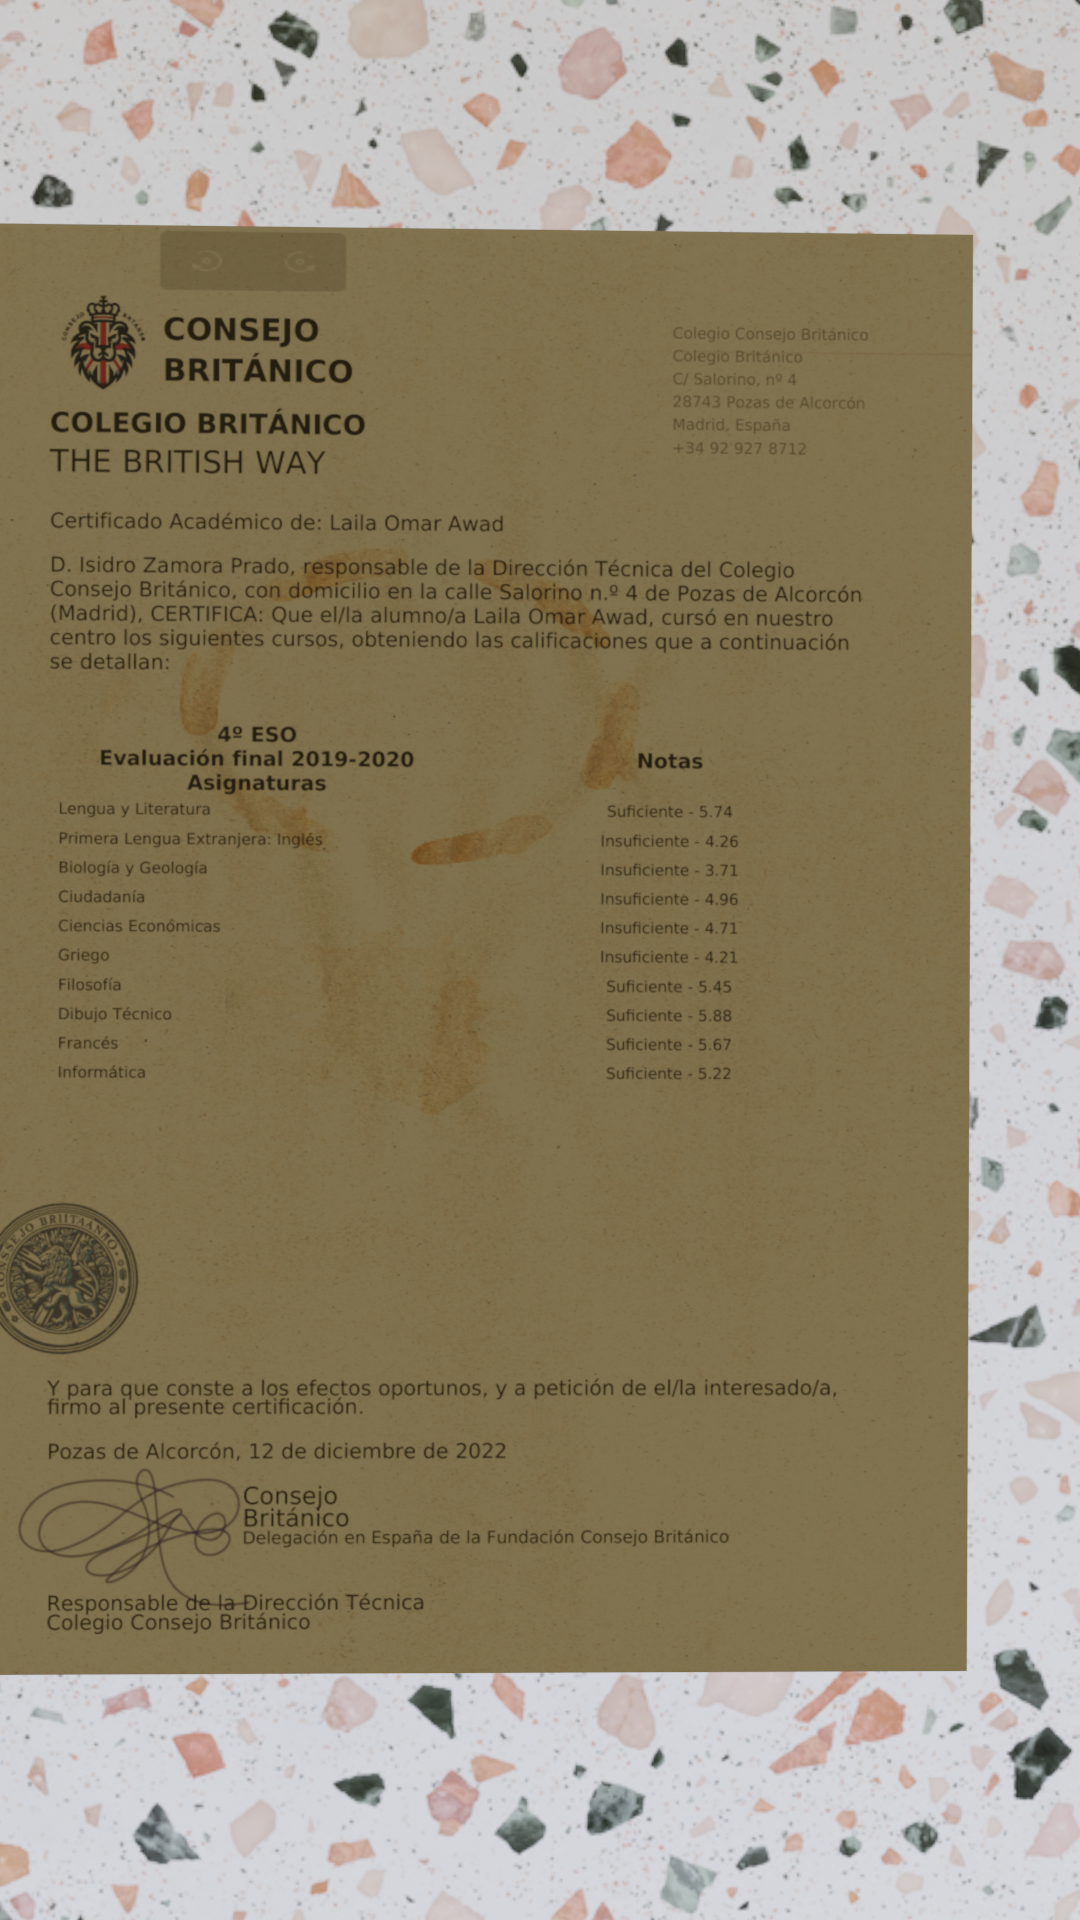 CONSEJO
BRITÁNICO
COLEGIO BRITÁNICO
THE BRITISH WAY
Colegio Consejo Británico
Colegio Británico
C/ Salorino, nº 4
28743 Pozas de Alcorcón
Madrid, España
+34 92 927 8712
Certificado Académico de: Laila Omar Awad
D. Isidro Zamora Prado, responsable de la Dirección Técnica del Colegio
Consejo Británico, con domicilio en la calle Salorino n.º 4 de Pozas de Alcorcón
(Madrid), CERTIFICA: Que el/la alumno/a Laila Omar Awad, cursó en nuestro
centro los siguientes cursos, obteniendo las calificaciones que a continuación
se detallan:
4º ESO
Evaluación final 2019-2020
Asignaturas
Notas
Lengua y Literatura Suficiente - 5.74
Primera Lengua Extranjera: Inglés Insuficiente - 4.26
Biología y Geología Insuficiente - 3.71
Ciudadanía Insuficiente - 4.96
Ciencias Económicas Insuficiente - 4.71
Griego Insuficiente - 4.21
Filosofía Suficiente - 5.45
Dibujo Técnico Suficiente - 5.88
Francés Suficiente - 5.67
Informática Suficiente - 5.22
Y para que conste a los efectos oportunos, y a petición de el/la interesado/a,
firmo al presente certificación.
Pozas de Alcorcón, 12 de diciembre de 2022
Consejo
Británico
Delegación en España de la Fundación Consejo Británico
Responsable de la Dirección Técnica
Colegio Consejo Británico